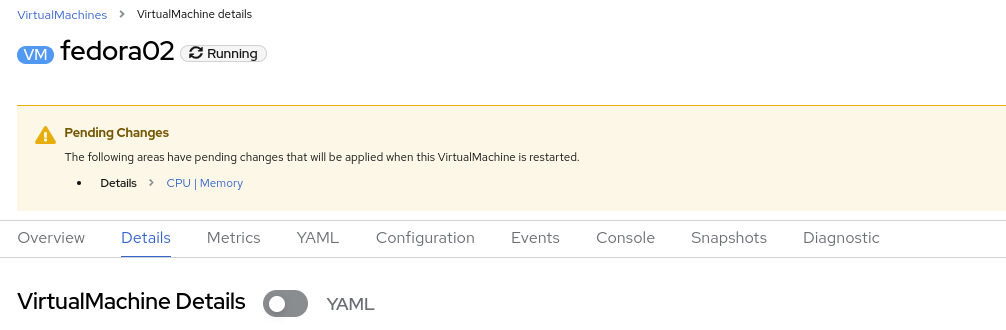 VirtualMachines > VirtualMachine details
VM fedora02 Running
Pending Changes
The following areas have pending changes that will be applied when this VirtualMachine is restarted.
• Details > CPU | Memory
Overview Details Metrics YAML Configuration Events Console Snapshots Diagnostic
VirtualMachine Details YAML